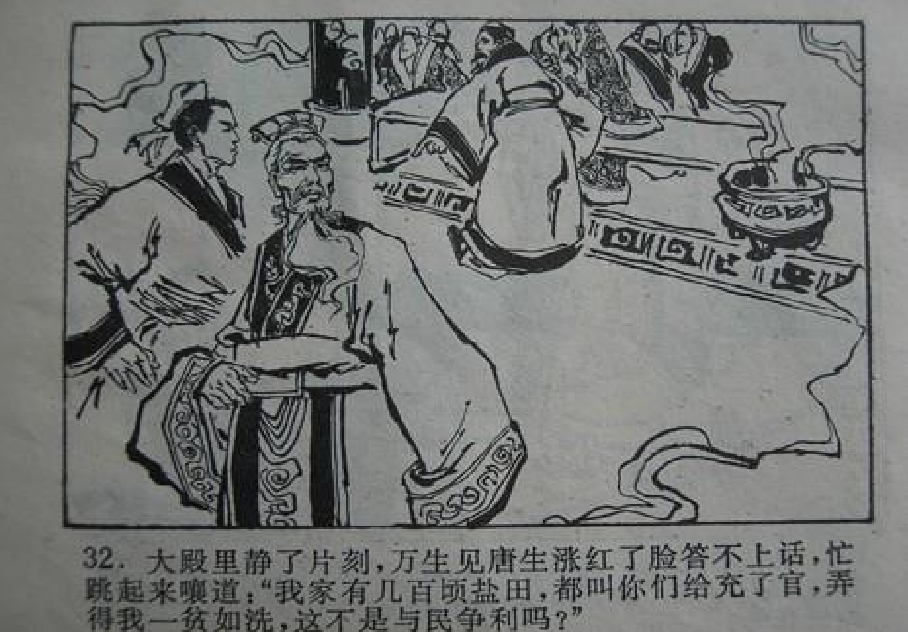 32. 大殿里静了片刻,万生见唐生涨红了脸答不上话,忙
跳起来嚷道:“我家有几百顷盐田,都叫你们给充了官,弄
得我一贫如洗,这不是与民争利吗?”